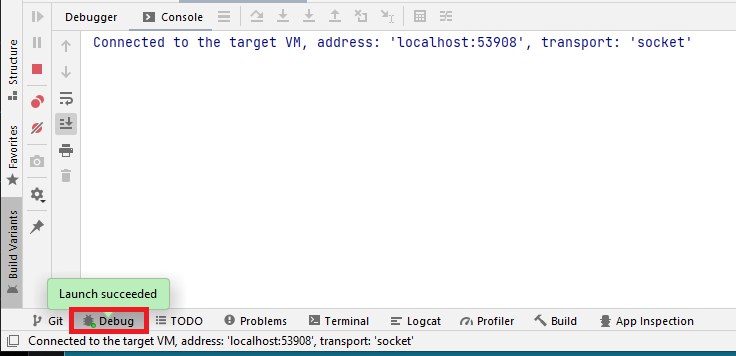 Debugger Console
Connected to the target VM, address: 'localhost:53908', transport: 'socket'
Structure
Favorites
Build Variants
Launch succeeded
Git Debug TODO Problems Terminal Logcat Profiler Build App Inspection
Connected to the target VM, address: 'localhost:53908', transport: 'socket'